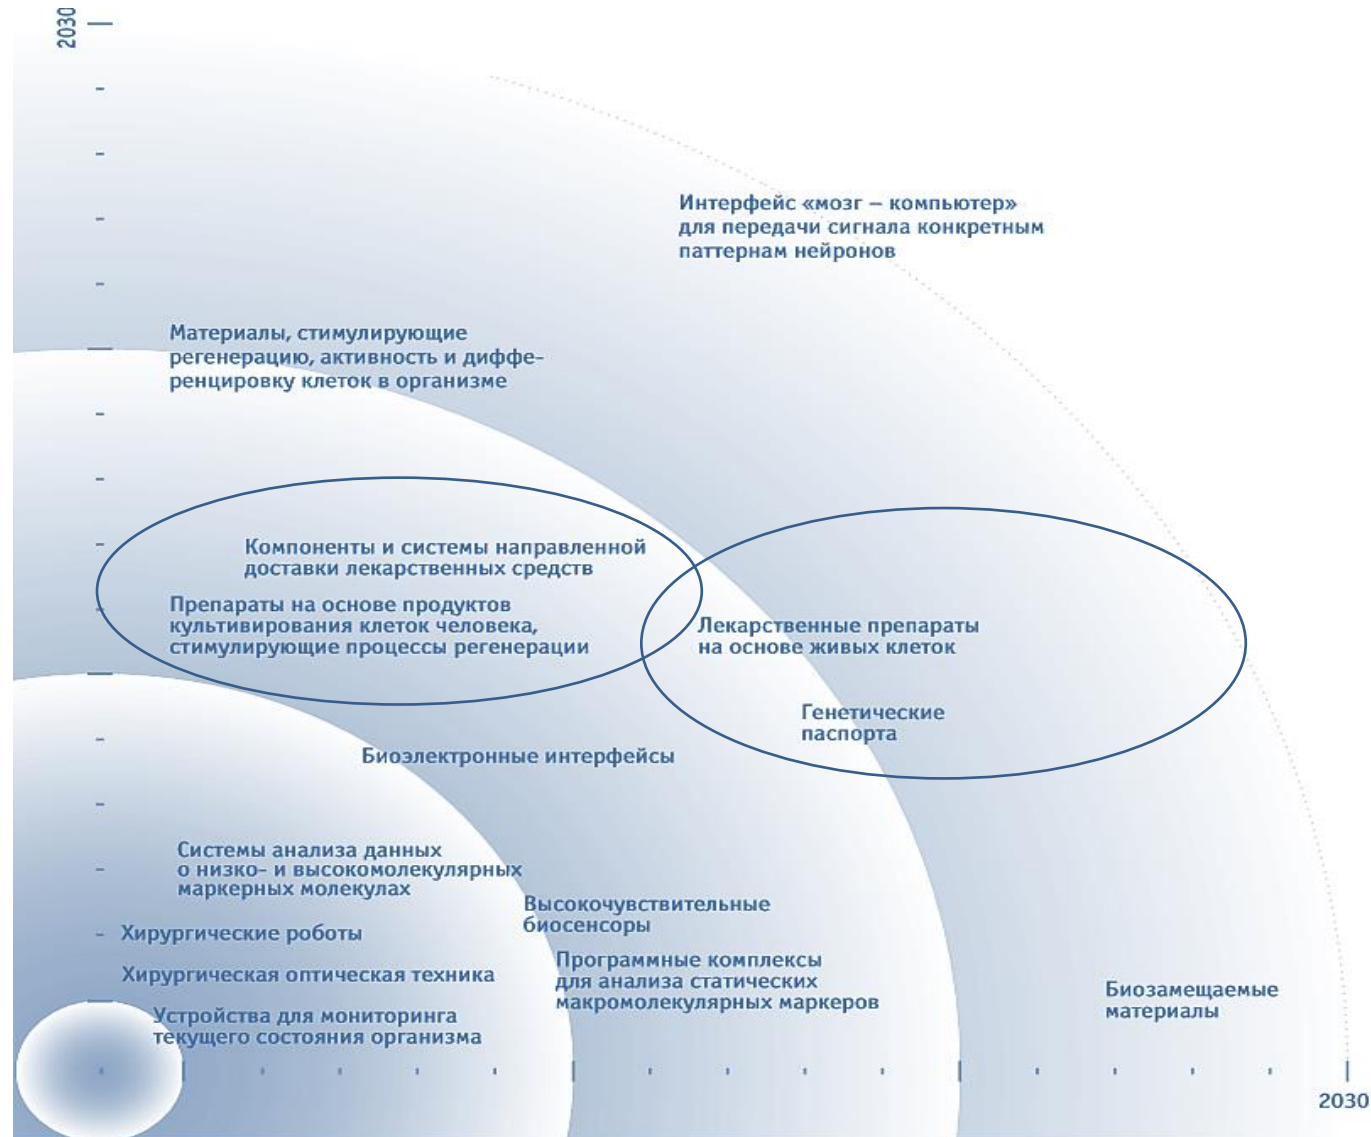 2030
Интерфейс «мозг – компьютер»
для передачи сигнала конкретным
паттернам нейронов
Материалы, стимулирующие
регенерацию, активность и диффе-
ренцировку клеток в организме
Компоненты и системы направленной
доставки лекарственных средств
Препараты на основе продуктов
культивирования клеток человека,
стимулирующие процессы регенерации
Лекарственные препараты
на основе живых клеток
Генетические
паспорта
Биоэлектронные интерфейсы
Системы анализа данных
о низко- и высокомолекулярных
маркерных молекулах
Высокочувствительные
биосенсоры
Хирургические роботы
Программные комплексы
для анализа статических
макромолекулярных маркеров
Хирургическая оптическая техника
Биозамещаемые
материалы
Устройства для мониторинга
текущего состояния организма
2030